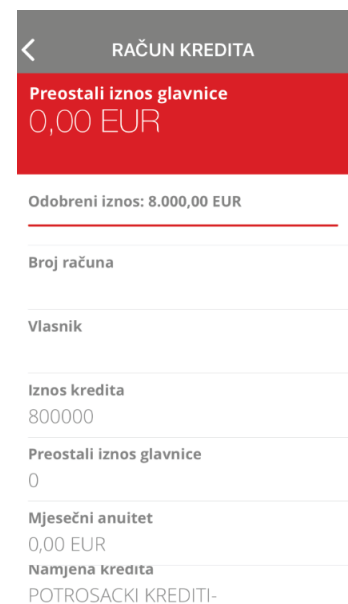 RAČUN KREDITA
Preostali iznos glavnice
0,00 EUR
Odobreni iznos: 8.000,00 EUR
Broj računa
Vlasnik
Iznos kredita
800000
Preostali iznos glavnice
0
Mjesečni anuitet
0,00 EUR
Namjena kredita
POTROSACKI KREDITI-